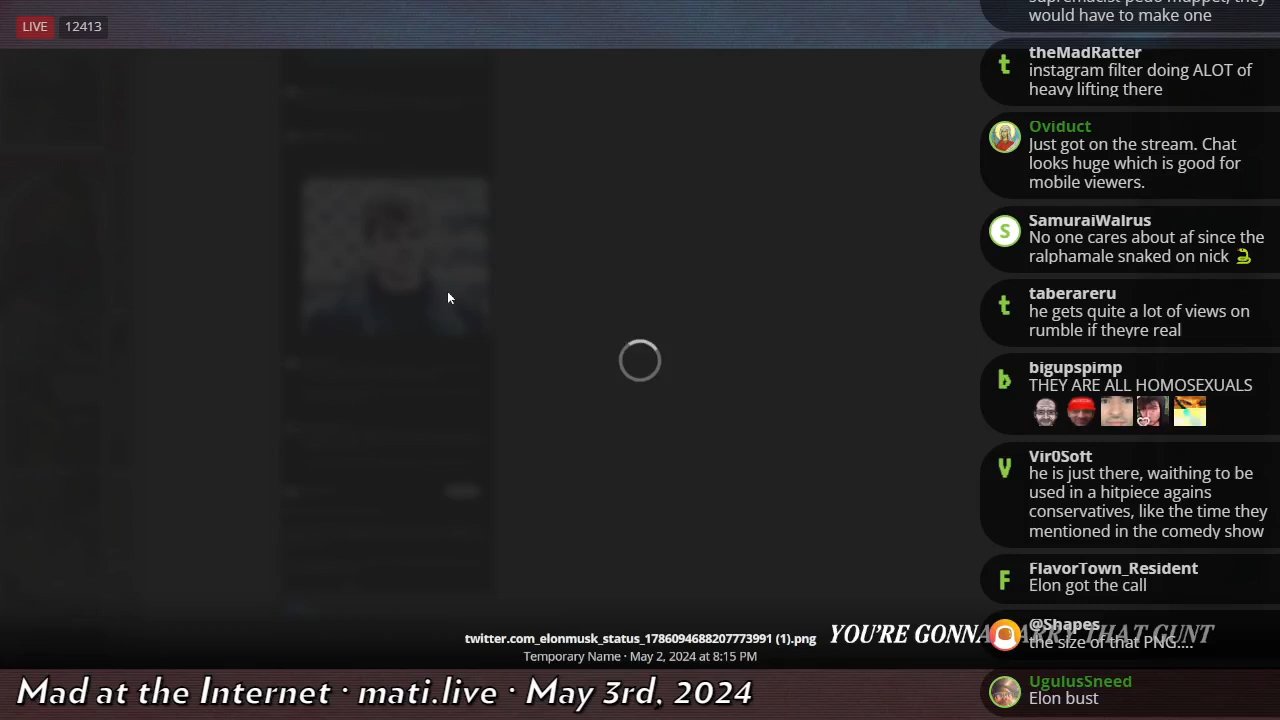 LIVE 12413
would have to make one
theMadRatter
instagram filter doing ALOT of
heavy lifting there
Oviduct
Just got on the stream. Chat
looks huge which is good for
mobile viewers.
SamuraiWalrus
No one cares about af since the
ralphamale snaked on nick
taberareru
he gets quite a lot of views on
rumble if theyre real
bigupspimp
THEY ARE ALL HOMOSEXUALS
Vir0Soft
he is just there, waithing to be
used in a hitpiece agains
conservatives, like the time they
mentioned in the comedy show
FlavorTown_Resident
Elon got the call
@Shapes
the size of that PNG....
UgulusSneed
Elon bust
twitter.com_elonmusk_status_1786094688207773991 (1).png
Temporary Name · May 2, 2024 at 8:15 PM
YOU'RE GONNA CARRY THAT GUNT
Mad at the Internet · mati.live · May 3rd, 2024